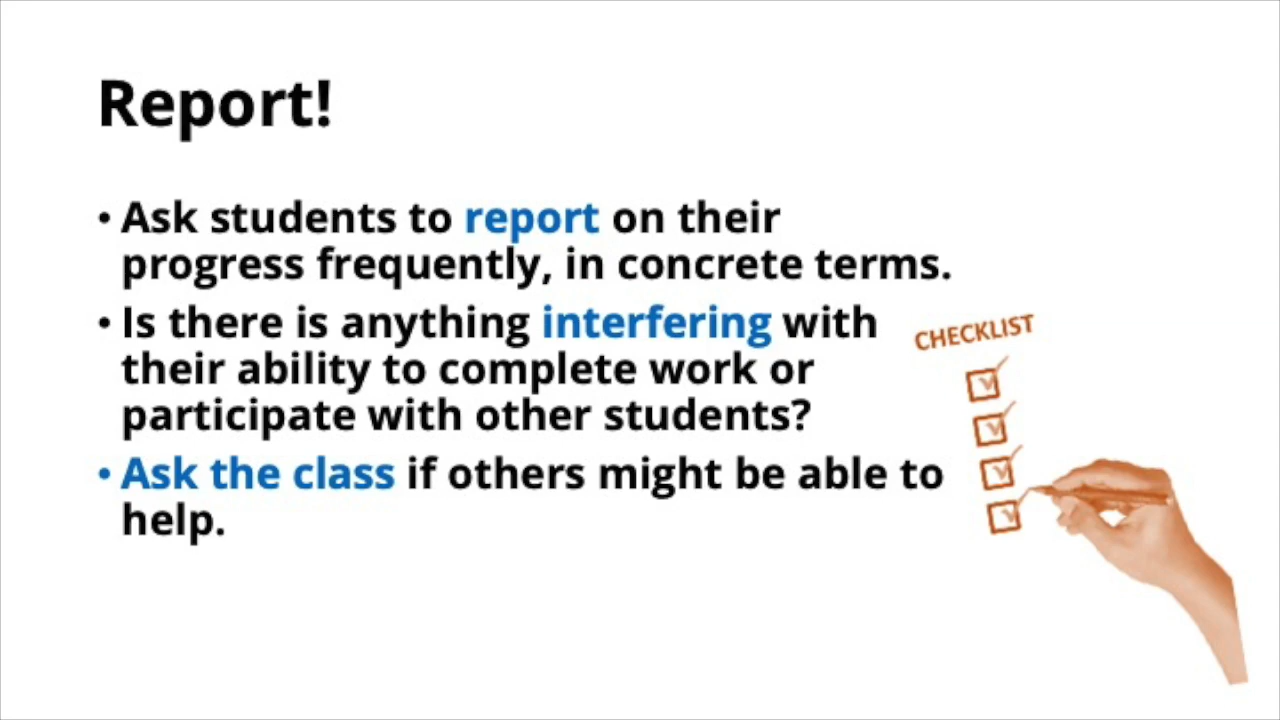 Report!
• Ask students to report on their
progress frequently, in concrete terms.
• Is there is anything interfering with
their ability to complete work or
participate with other students?
• Ask the class if others might be able to
help.
CHECKLIST